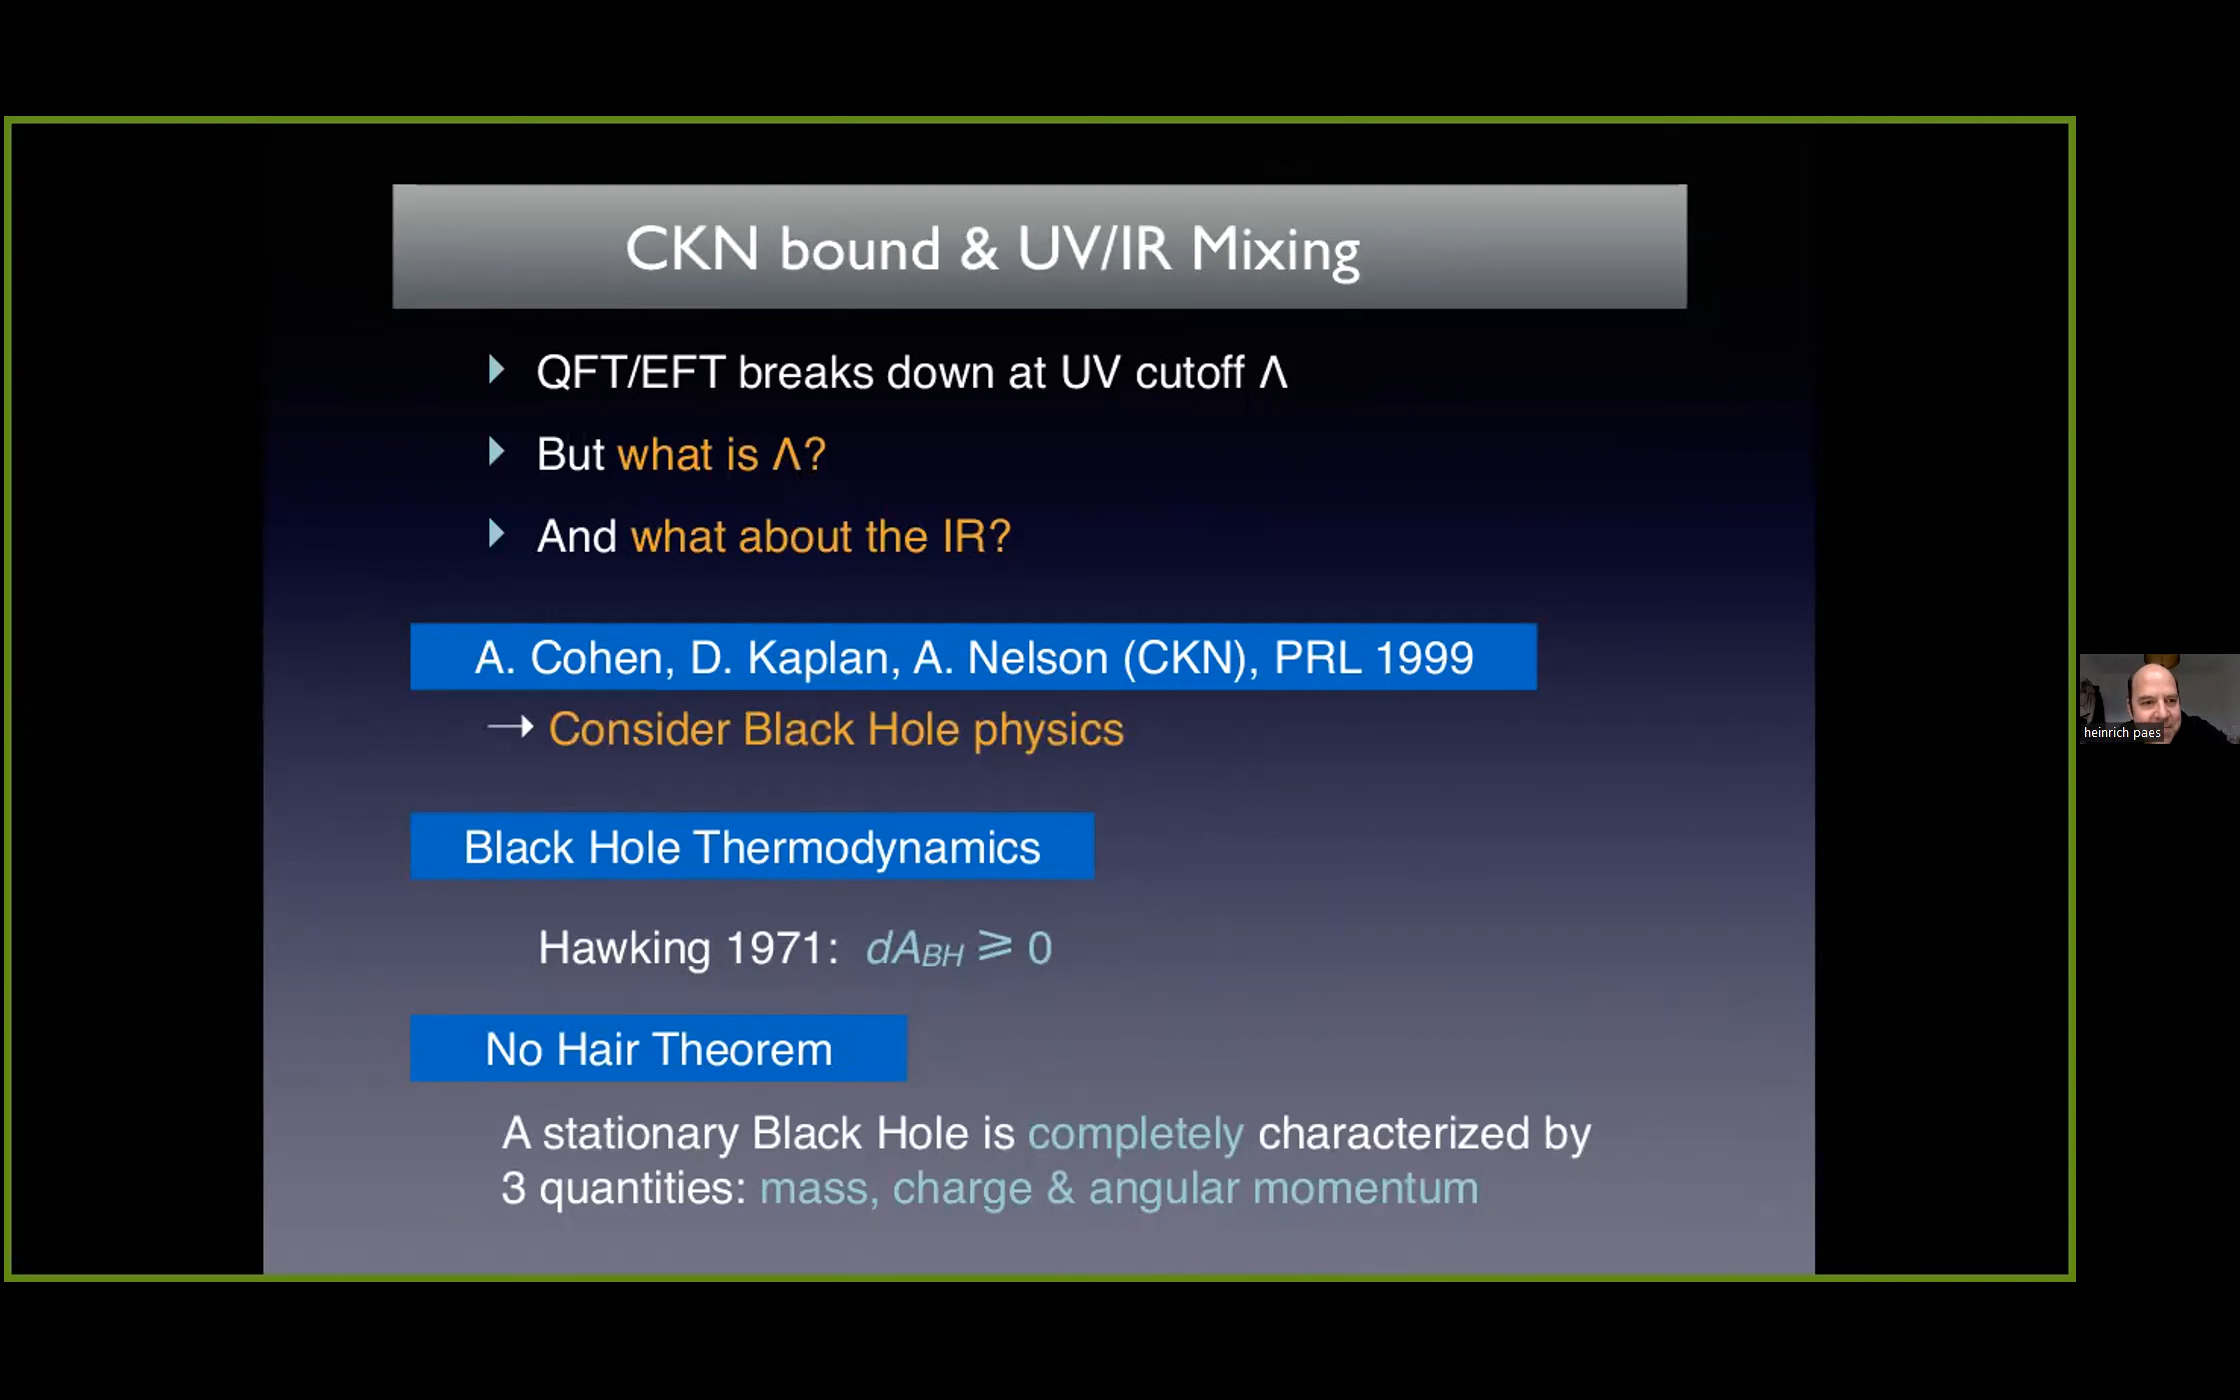 CKN bound & UV/IR Mixing
QFT/EFT breaks down at UV cutoff Λ
But what is Λ?
And what about the IR?
A. Cohen, D. Kaplan, A. Nelson (CKN), PRL 1999
→ Consider Black Hole physics
heinrich paes
Black Hole Thermodynamics
Hawking 1971: dA_BH ⩾ 0
No Hair Theorem
A stationary Black Hole is completely characterized by
3 quantities: mass, charge & angular momentum